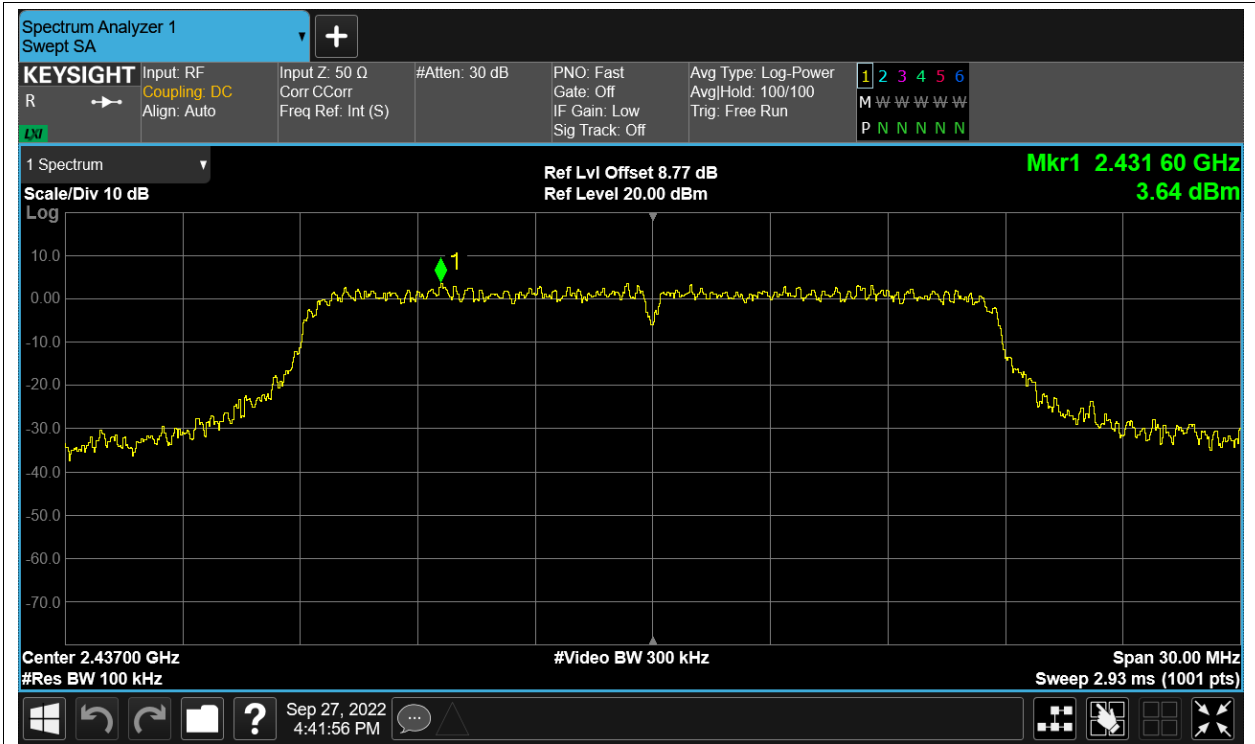 Spectrum Analyzer 1
Swept SA
KEYSIGHT
R
LXI
Input: RF
Coupling: DC
Align: Auto
Input Z: 50 Ω
Corr CCorr
Freq Ref: Int (S)
#Atten: 30 dB
PNO: Fast
Gate: Off
IF Gain: Low
Sig Track: Off
Avg Type: Log-Power
Avg|Hold: 100/100
Trig: Free Run
1 2 3 4 5 6
M W W W W W
P N N N N N
1 Spectrum
Scale/Div 10 dB
Log
Ref Lvl Offset 8.77 dB
Ref Level 20.00 dBm
Mkr1 2.431 60 GHz
3.64 dBm
1
10.0
0.00
-10.0
-20.0
-30.0
-40.0
-50.0
-60.0
-70.0
Center 2.43700 GHz
#Res BW 100 kHz
#Video BW 300 kHz
Span 30.00 MHz
Sweep 2.93 ms (1001 pts)
?
Sep 27, 2022
4:41:56 PM